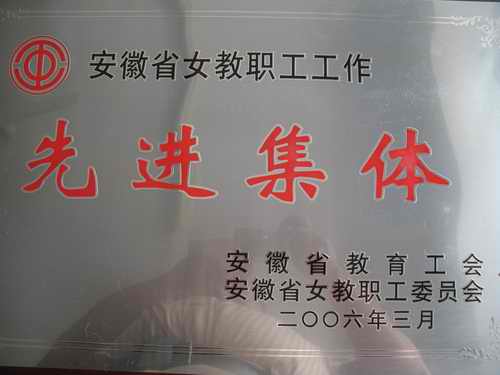 安徽省女教职工工作
先进集体
安徽省教育工会
安徽省女教职工委员会
二〇〇六年三月